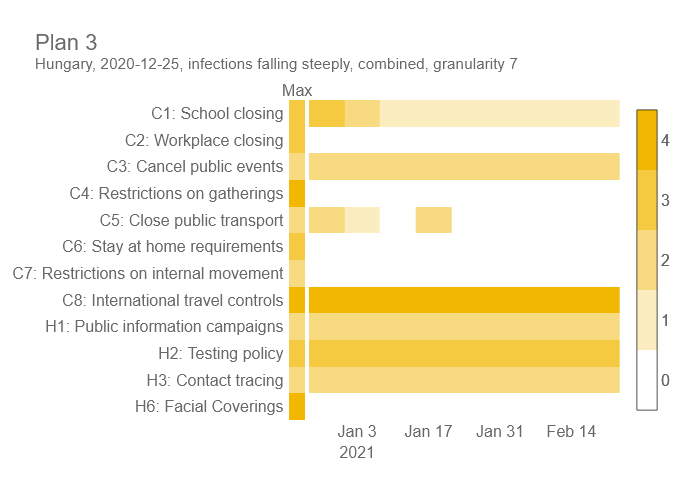 Plan 3
Hungary, 2020-12-25, infections falling steeply, combined, granularity 7
Max
C1: School closing
C2: Workplace closing
C3: Cancel public events
C4: Restrictions on gatherings
C5: Close public transport
C6: Stay at home requirements
C7: Restrictions on internal movement
C8: International travel controls
H1: Public information campaigns
H2: Testing policy
H3: Contact tracing
H6: Facial Coverings
4
3
2
1
0
Jan 3 Jan 17 Jan 31 Feb 14
2021